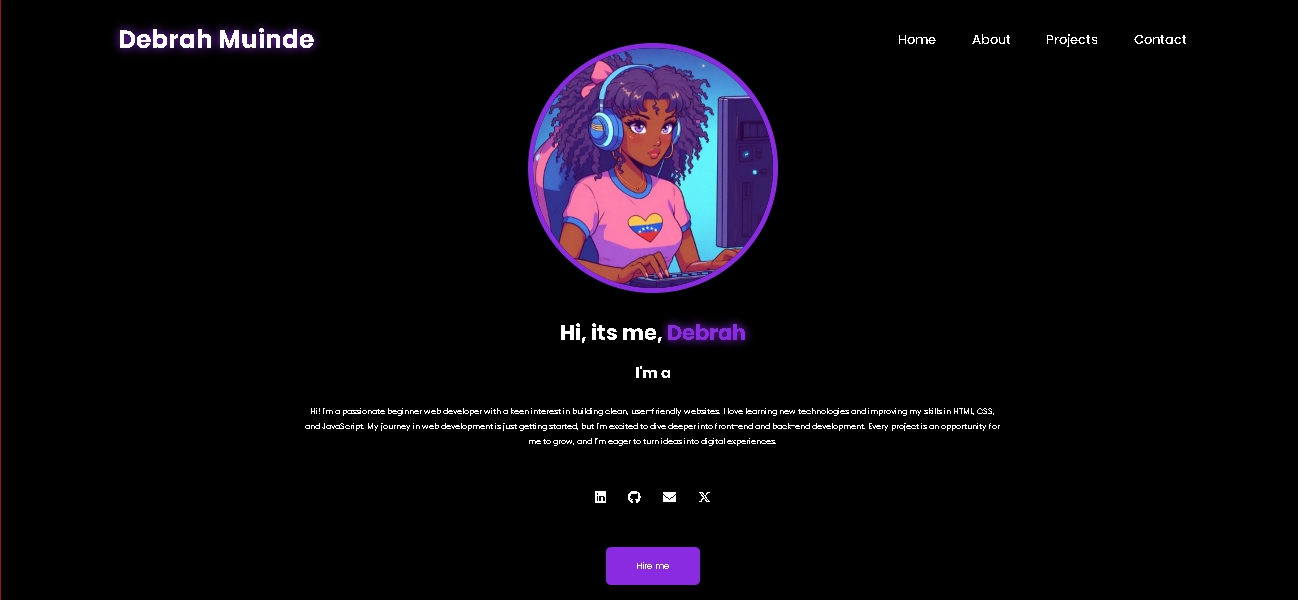 Debrah Muinde
Home About Projects Contact
Hi, its me, Debrah
I'm a
Hi! I'm a passionate beginner web developer with a keen interest in building clean, user-friendly websites. I love learning new technologies and improving my skills in HTML, CSS,
and JavaScript. My journey in web development is just getting started, but I'm excited to dive deeper into front-end and back-end development. Every project is an opportunity for
me to grow, and I'm eager to turn ideas into digital experiences.
Hire me